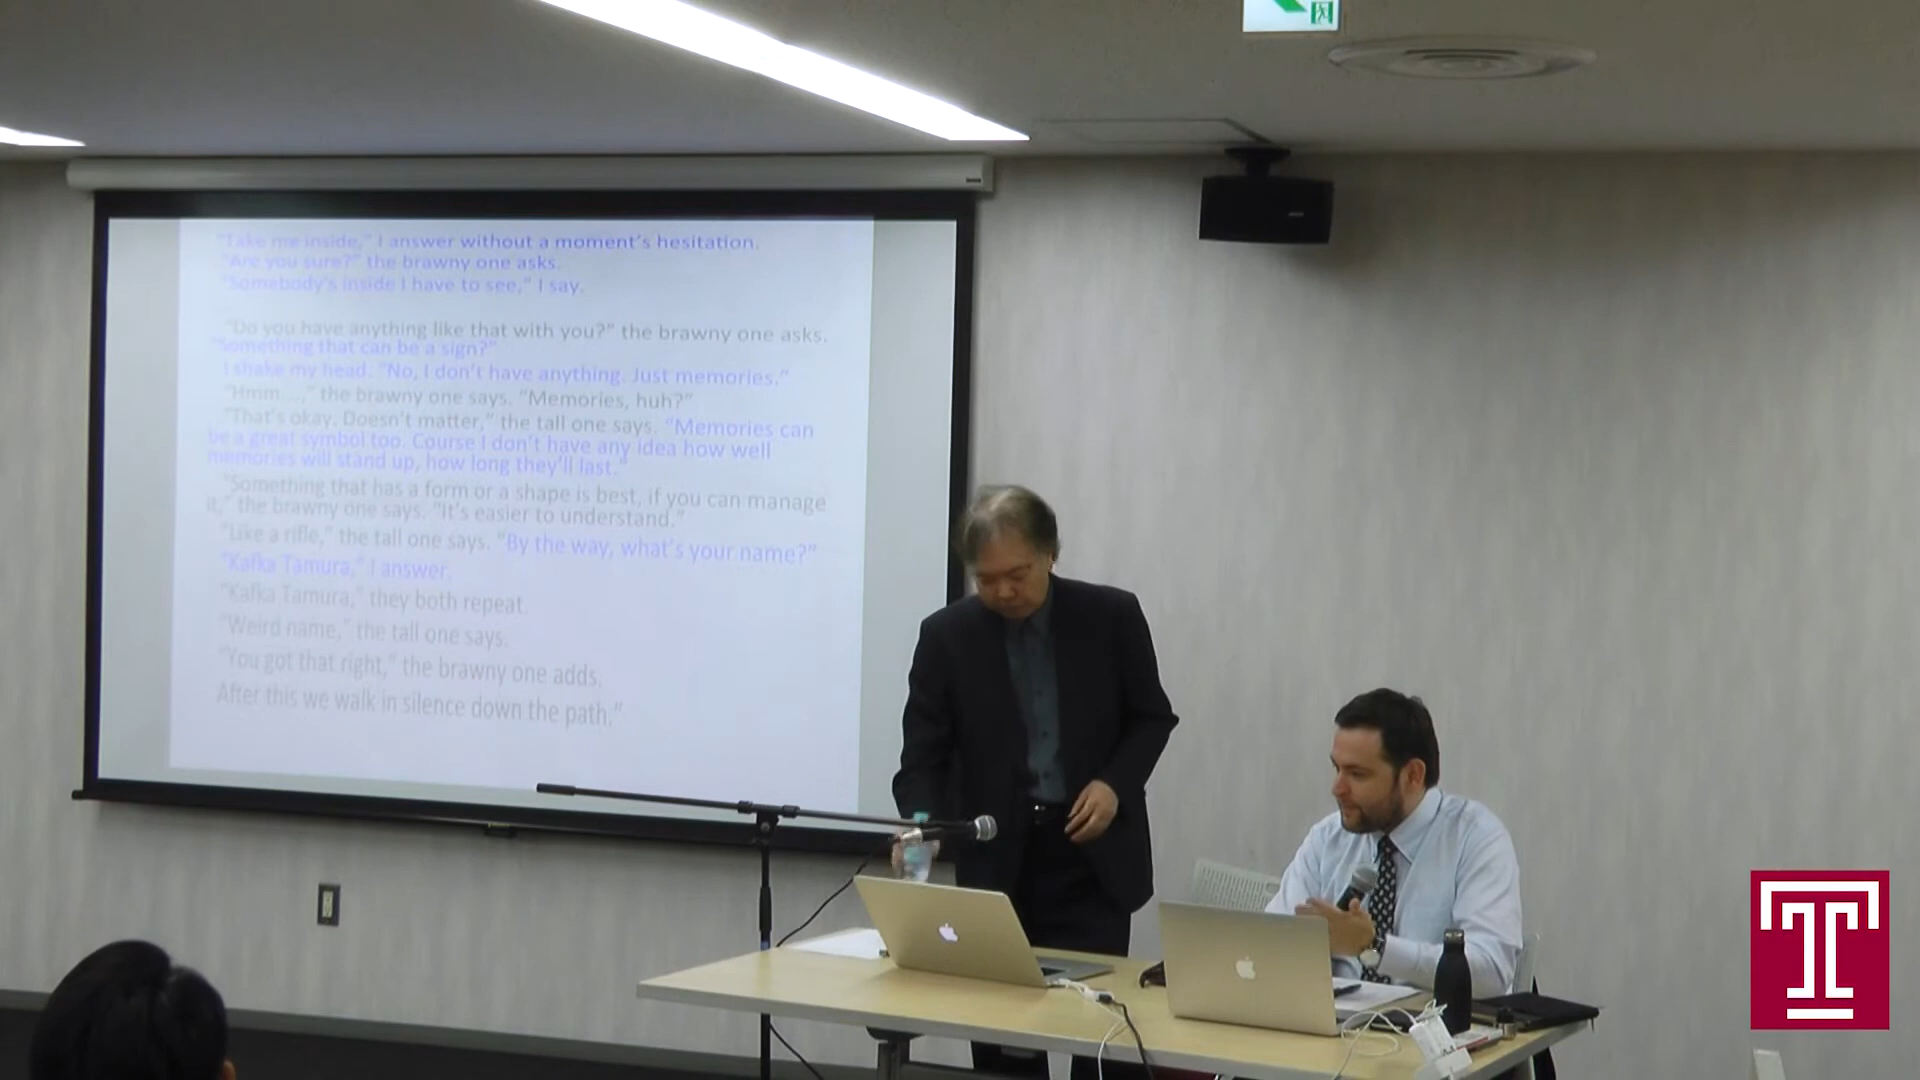 "Take me inside," I answer without a moment's hesitation.
"Are you sure?" the brawny one asks.
"Somebody's inside I have to see," I say.
"Do you have anything like that with you?" the brawny one asks.
"Something that can be a sign?"
I shake my head. "No, I don't have anything. Just memories."
"Hmm...," the brawny one says. "Memories, huh?"
"That's okay. Doesn't matter," the tall one says. "Memories can
be a great symbol too. Course I don't have any idea how well
memories will stand up, how long they'll last."
"Something that has a form or a shape is best, if you can manage
it," the brawny one says. "It's easier to understand."
"Like a rifle," the tall one says. "By the way, what's your name?"
"Kafka Tamura," I answer.
"Kafka Tamura," they both repeat.
"Weird name," the tall one says.
"You got that right," the brawny one adds.
After this we walk in silence down the path."
T